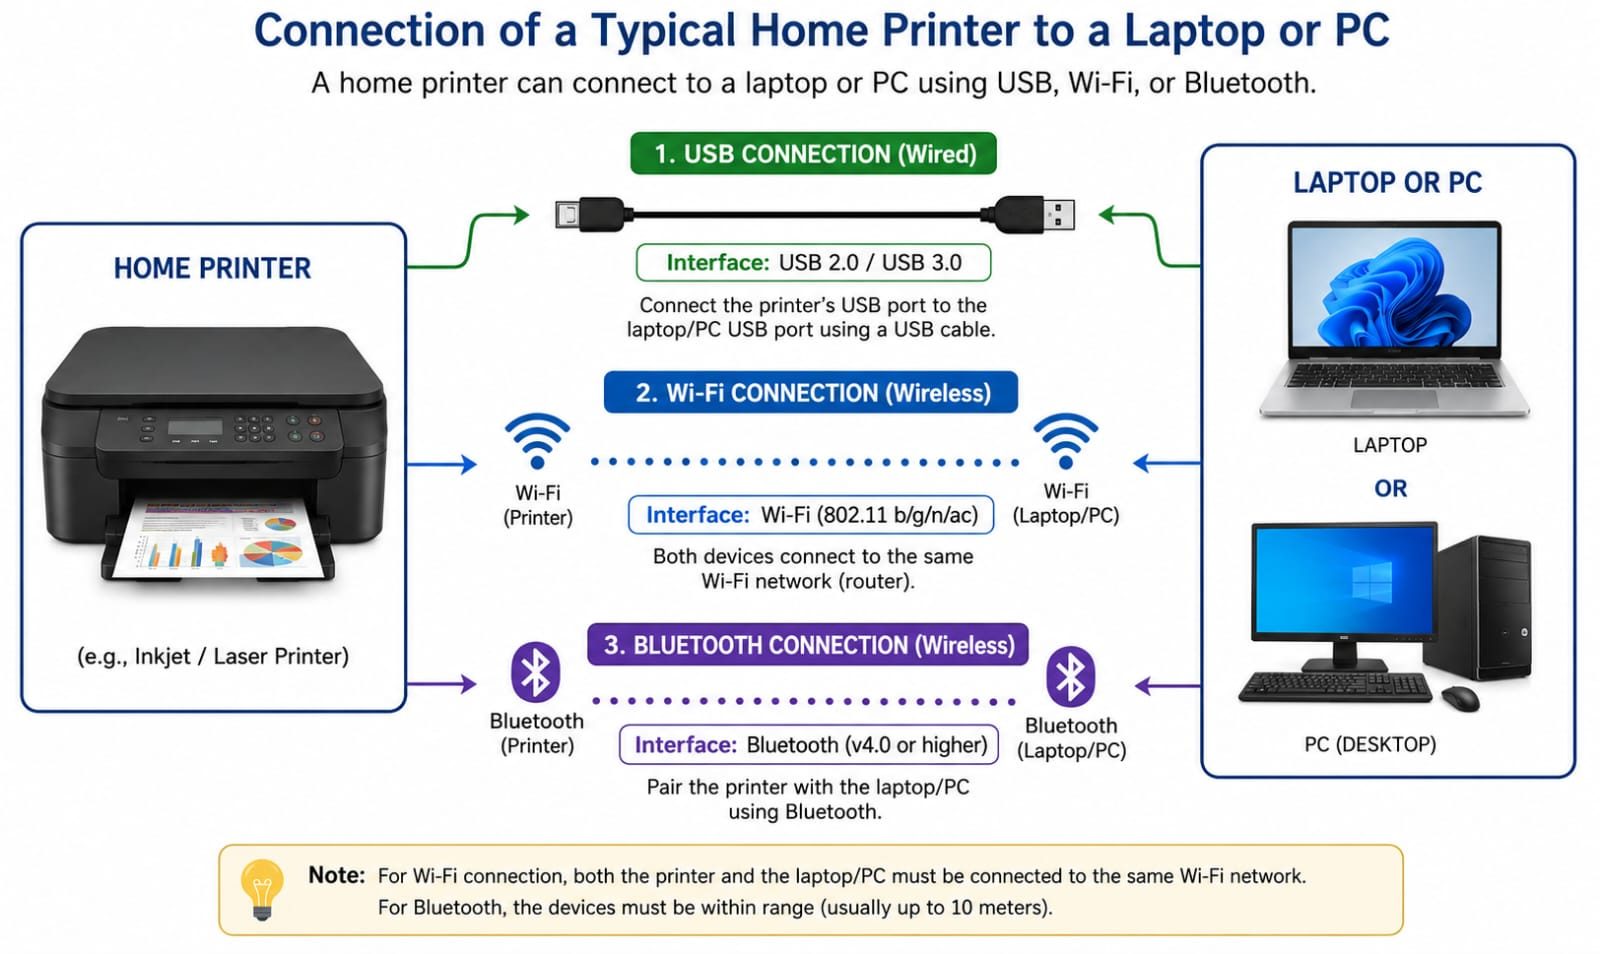 Connection of a Typical Home Printer to a Laptop or PC
A home printer can connect to a laptop or PC using USB, Wi-Fi, or Bluetooth.
1. USB CONNECTION (Wired)
Interface: USB 2.0 / USB 3.0
Connect the printer's USB port to the
laptop/PC USB port using a USB cable.
HOME PRINTER
(e.g., Inkjet / Laser Printer)
2. Wi-Fi CONNECTION (Wireless)
Wi-Fi
(Printer)
Interface: Wi-Fi (802.11 b/g/n/ac)
Wi-Fi
(Laptop/PC)
Both devices connect to the same
Wi-Fi network (router).
3. BLUETOOTH CONNECTION (Wireless)
Bluetooth
(Printer)
Interface: Bluetooth (v4.0 or higher)
Bluetooth
(Laptop/PC)
Pair the printer with the laptop/PC
using Bluetooth.
LAPTOP OR PC
LAPTOP
OR
PC (DESKTOP)
Note: For Wi-Fi connection, both the printer and the laptop/PC must be connected to the same Wi-Fi network.
For Bluetooth, the devices must be within range (usually up to 10 meters).